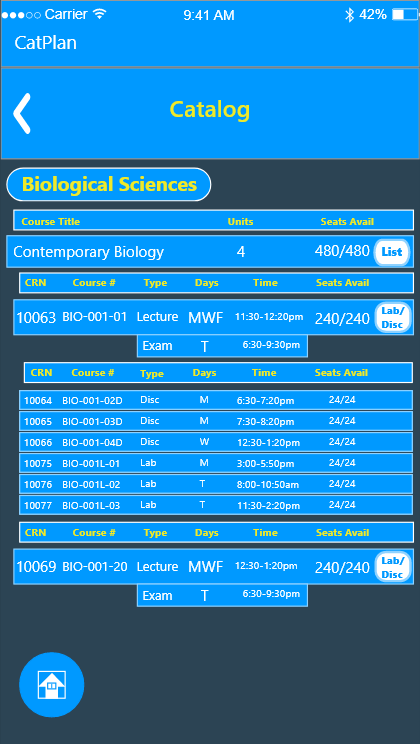 Carrier 9:41 AM 42%
CatPlan
Catalog
Biological Sciences
Course Title Units Seats Avail
Contemporary Biology 4 480/480 List
CRN Course # Type Days Time Seats Avail
10063 BIO-001-01 Lecture MWF 11:30-12:20pm 240/240 Lab/
Disc
Exam T 6:30-9:30pm
CRN Course # Type Days Time Seats Avail
10064 BIO-001-02D Disc M 6:30-7:20pm 24/24
10065 BIO-001-03D Disc M 7:30-8:20pm 24/24
10066 BIO-001-04D Disc W 12:30-1:20pm 24/24
10075 BIO-001L-01 Lab M 3:00-5:50pm 24/24
10076 BIO-001L-02 Lab T 8:00-10:50am 24/24
10077 BIO-001L-03 Lab T 11:30-2:20pm 24/24
CRN Course # Type Days Time Seats Avail
10069 BIO-001-20 Lecture MWF 12:30-1:20pm 240/240 Lab/
Disc
Exam T 6:30-9:30pm